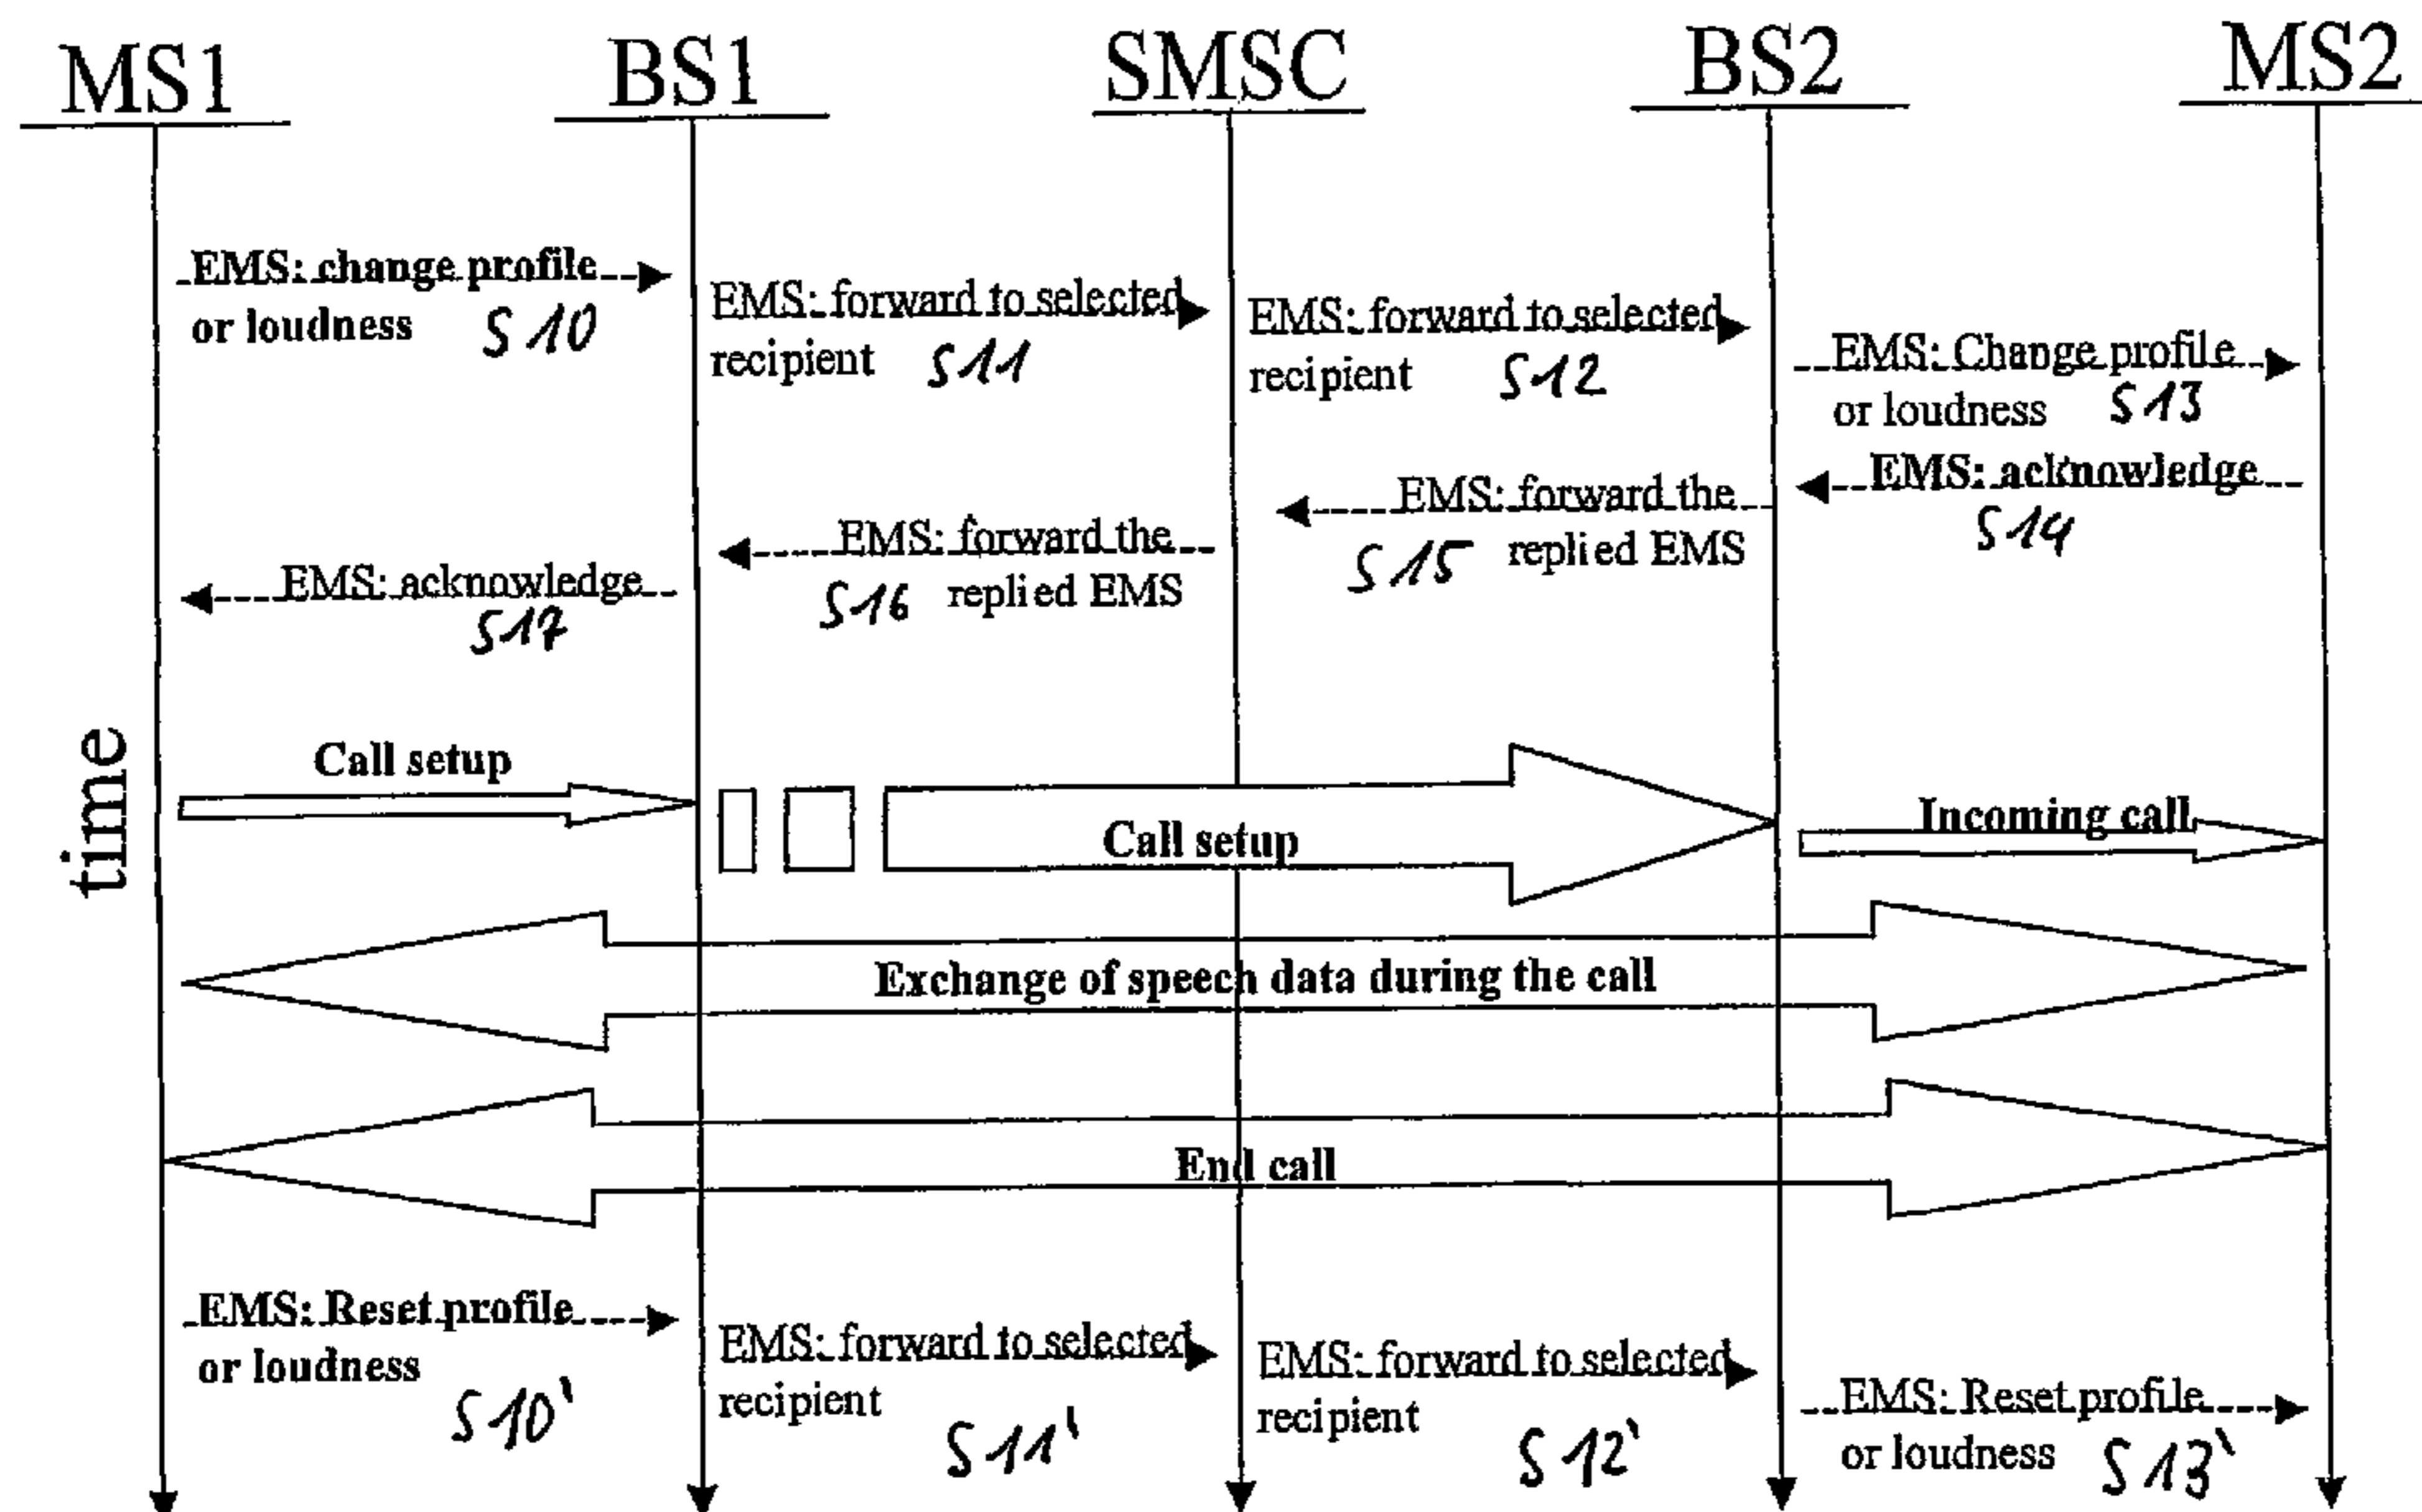 MS1
BS1
SMSC
BS2
MS2
EMS: change profile
or loudness S10
EMS: forward to selected
recipient S11
EMS: forward to selected
recipient S12
EMS: Change profile
or loudness S13
EMS: acknowledge
S14
EMS: forward the
S15 replied EMS
EMS: forward the
S16 replied EMS
EMS: acknowledge
S17
time
Call setup
Call setup
Incoming call
Exchange of speech data during the call
End call
EMS: Reset profile
or loudness S10'
EMS: forward to selected
recipient S11'
EMS: forward to selected
recipient S12'
EMS: Reset profile
or loudness S13'